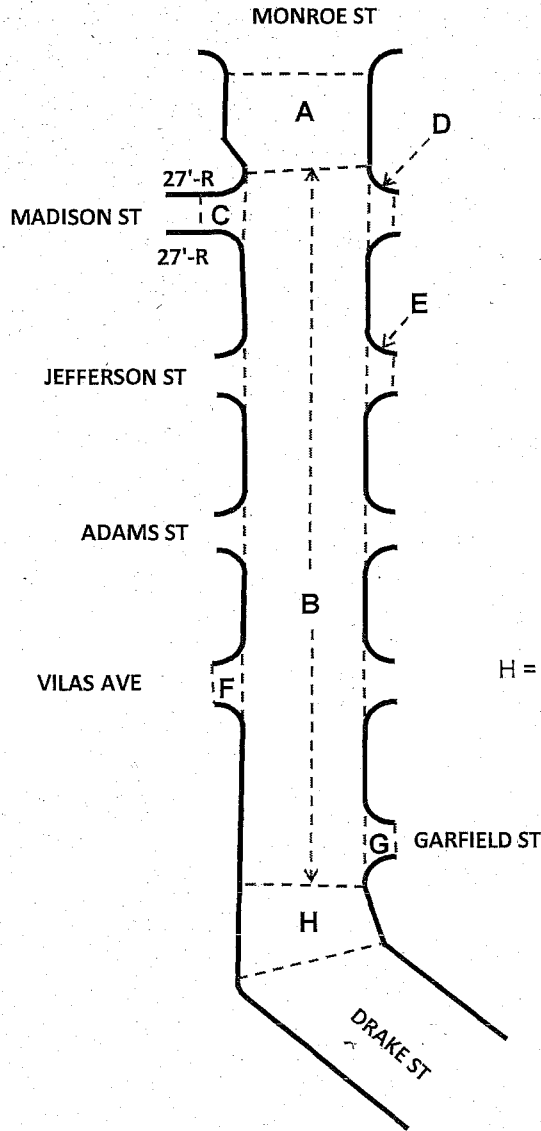 MONROE ST
A
D
27'-R
C
MADISON ST
27'-R
E
JEFFERSON ST
ADAMS ST
B
VILAS AVE
F
H =
G GARFIELD ST
H
DRAKE ST